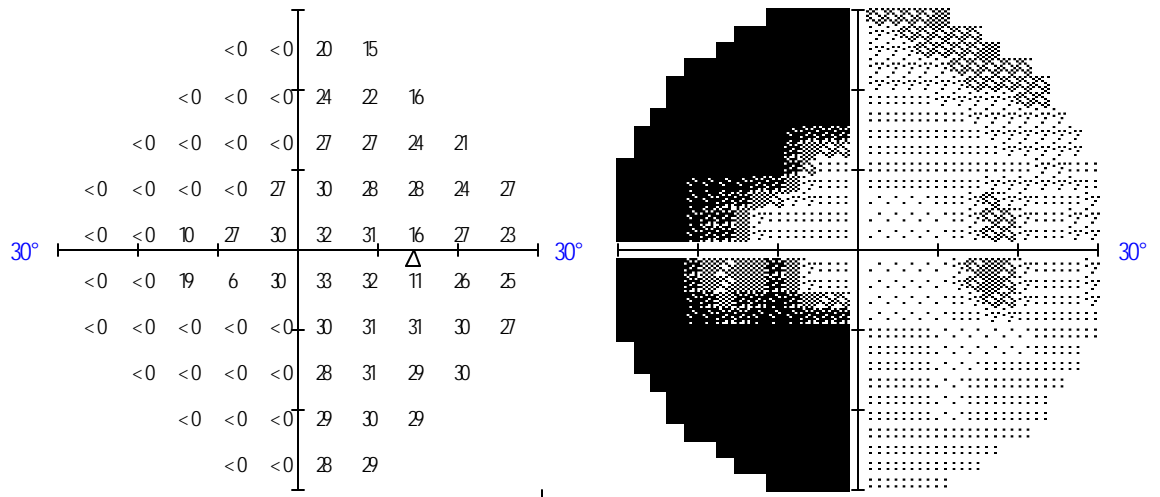 <0 <0 20 15
<0 <0 <0 24 22 16
<0 <0 <0 <0 27 27 24 21
<0 <0 <0 <0 27 30 28 28 24 27
<0 <0 10 27 30 32 31 16 27 23
30° 30° 30°
<0 <0 19 6 30 33 32 11 26 25
<0 <0 <0 <0 <0 30 31 31 30 27
<0 <0 <0 <0 28 31 29 30
<0 <0 <0 29 30 29
<0 <0 28 29